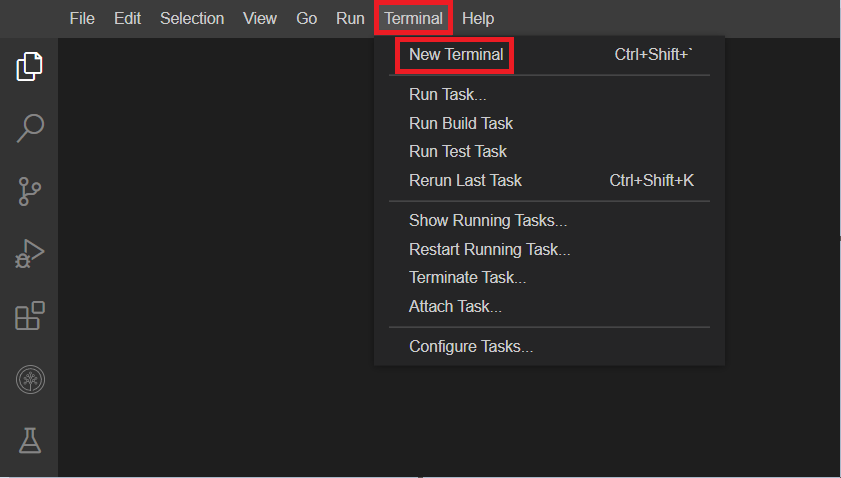 File Edit Selection View Go Run Terminal Help
New Terminal Ctrl+Shift+`
Run Task...
Run Build Task
Run Test Task
Rerun Last Task Ctrl+Shift+K
Show Running Tasks...
Restart Running Task...
Terminate Task...
Attach Task...
Configure Tasks...